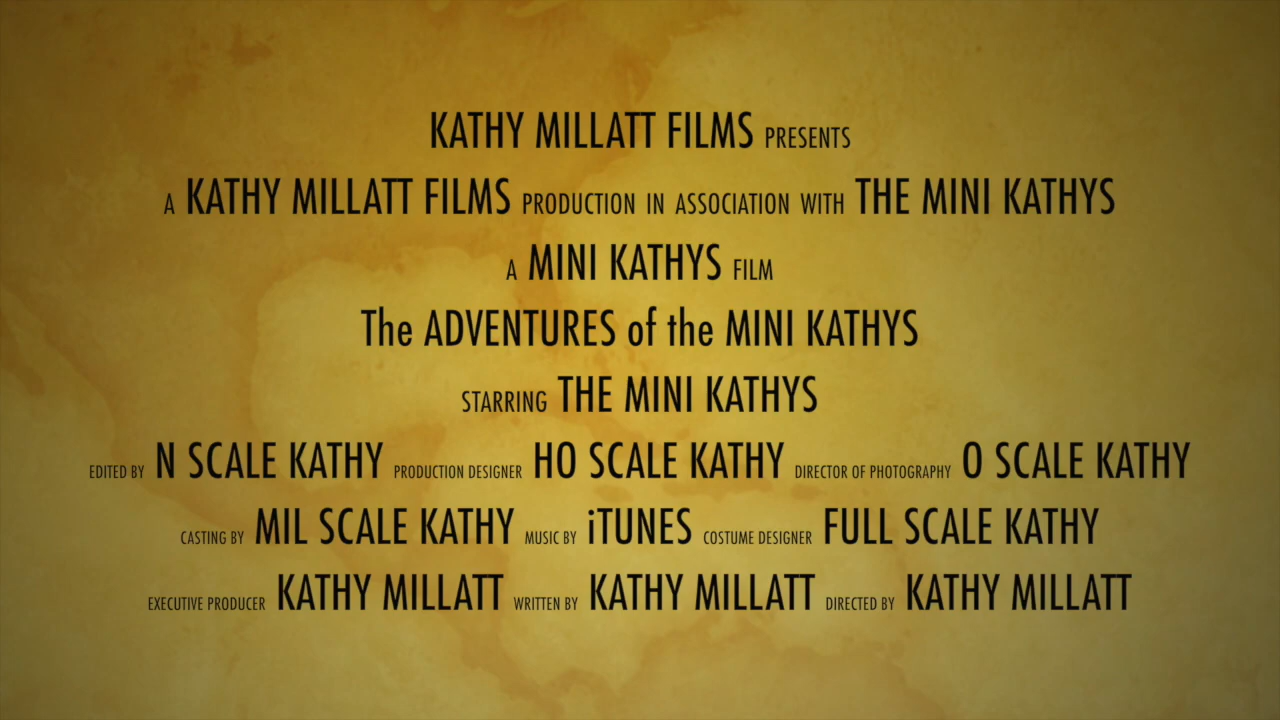 KATHY MILLATT FILMS PRESENTS
A KATHY MILLATT FILMS PRODUCTION IN ASSOCIATION WITH THE MINI KATHYS
A MINI KATHYS FILM
The ADVENTURES of the MINI KATHYS
STARRING THE MINI KATHYS
EDITED BY N SCALE KATHY PRODUCTION DESIGNER HO SCALE KATHY DIRECTOR OF PHOTOGRAPHY O SCALE KATHY
CASTING BY MIL SCALE KATHY MUSIC BY iTUNES COSTUME DESIGNER FULL SCALE KATHY
EXECUTIVE PRODUCER KATHY MILLATT WRITTEN BY KATHY MILLATT DIRECTED BY KATHY MILLATT